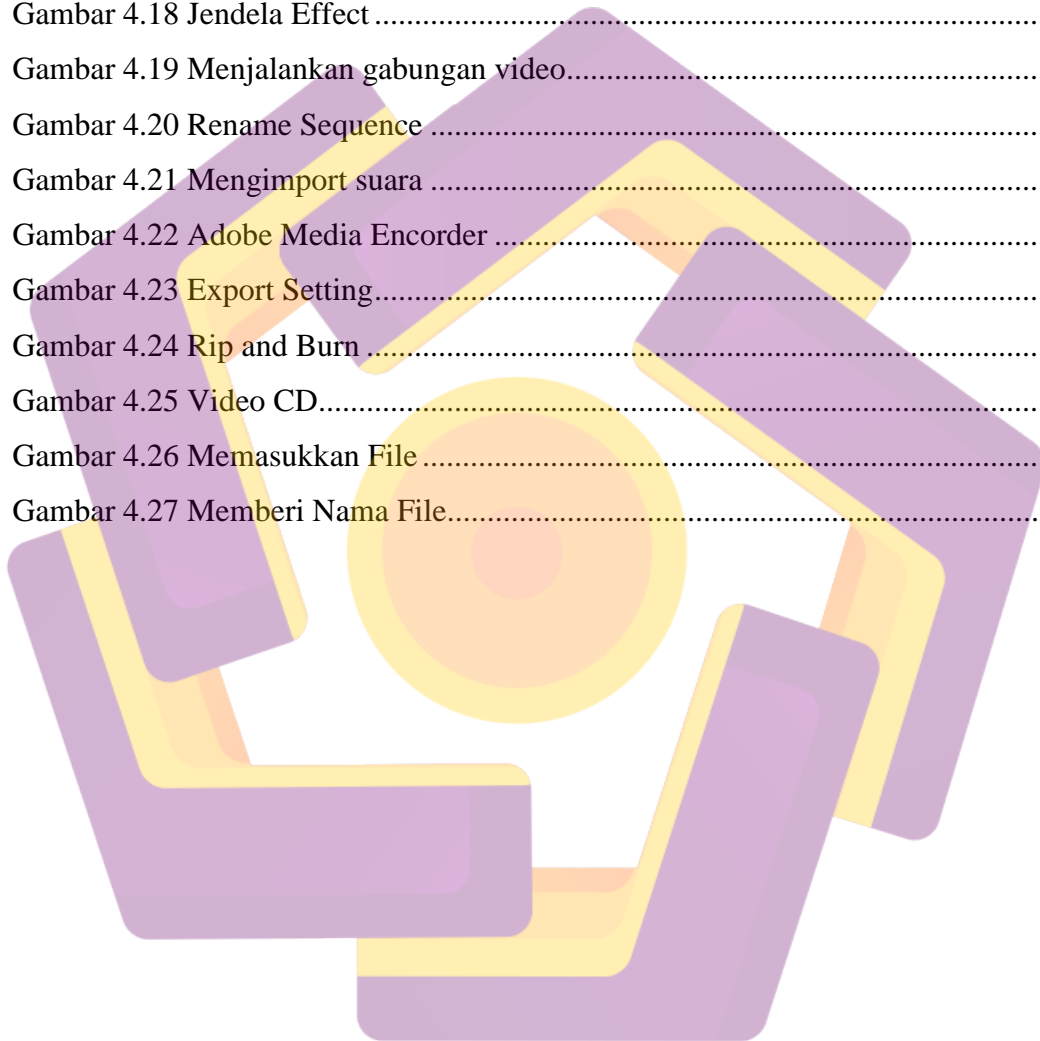 Gambar 4.18 Jendela Effect ....................................................................................
Gambar 4.19 Menjalankan gabungan video............................................................
Gambar 4.20 Rename Sequence ..............................................................................
Gambar 4.21 Mengimport suara ..............................................................................
Gambar 4.22 Adobe Media Encorder ......................................................................
Gambar 4.23 Export Setting.....................................................................................
Gambar 4.24 Rip and Burn ......................................................................................
Gambar 4.25 Video CD............................................................................................
Gambar 4.26 Memasukkan File ...............................................................................
Gambar 4.27 Memberi Nama File............................................................................